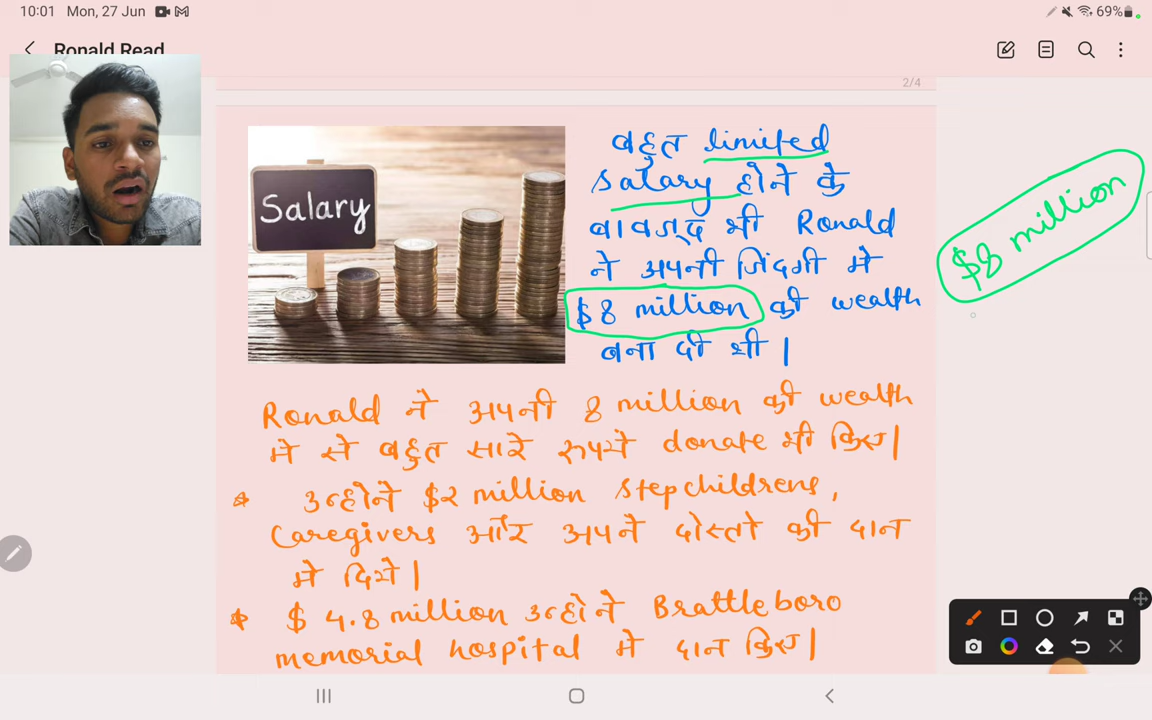 10:01 Mon, 27 Jun
69%
Ronald Read
2/4
Salary
बहुत limited
salary होने के
बावजूद भी Ronald
ने अपनी जिंदगी मे
$8 million की wealth
बना दी थी |
$8 million
Ronald ने अपनी 8 million की wealth
मे से बहुत सारे रुपये donate भी किए|
* उन्होने $2 million stepchildrens,
Caregivers और अपने दोस्तो को दान
मे दिये |
* $ 4.8 million उन्होने Brattleboro
memorial hospital मे दान किए|